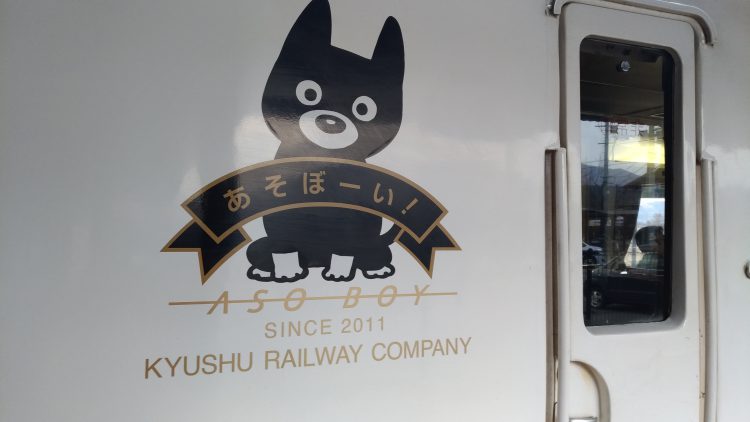 あそぼーい！
ASO BOY
SINCE 2011
KYUSHU RAILWAY COMPANY